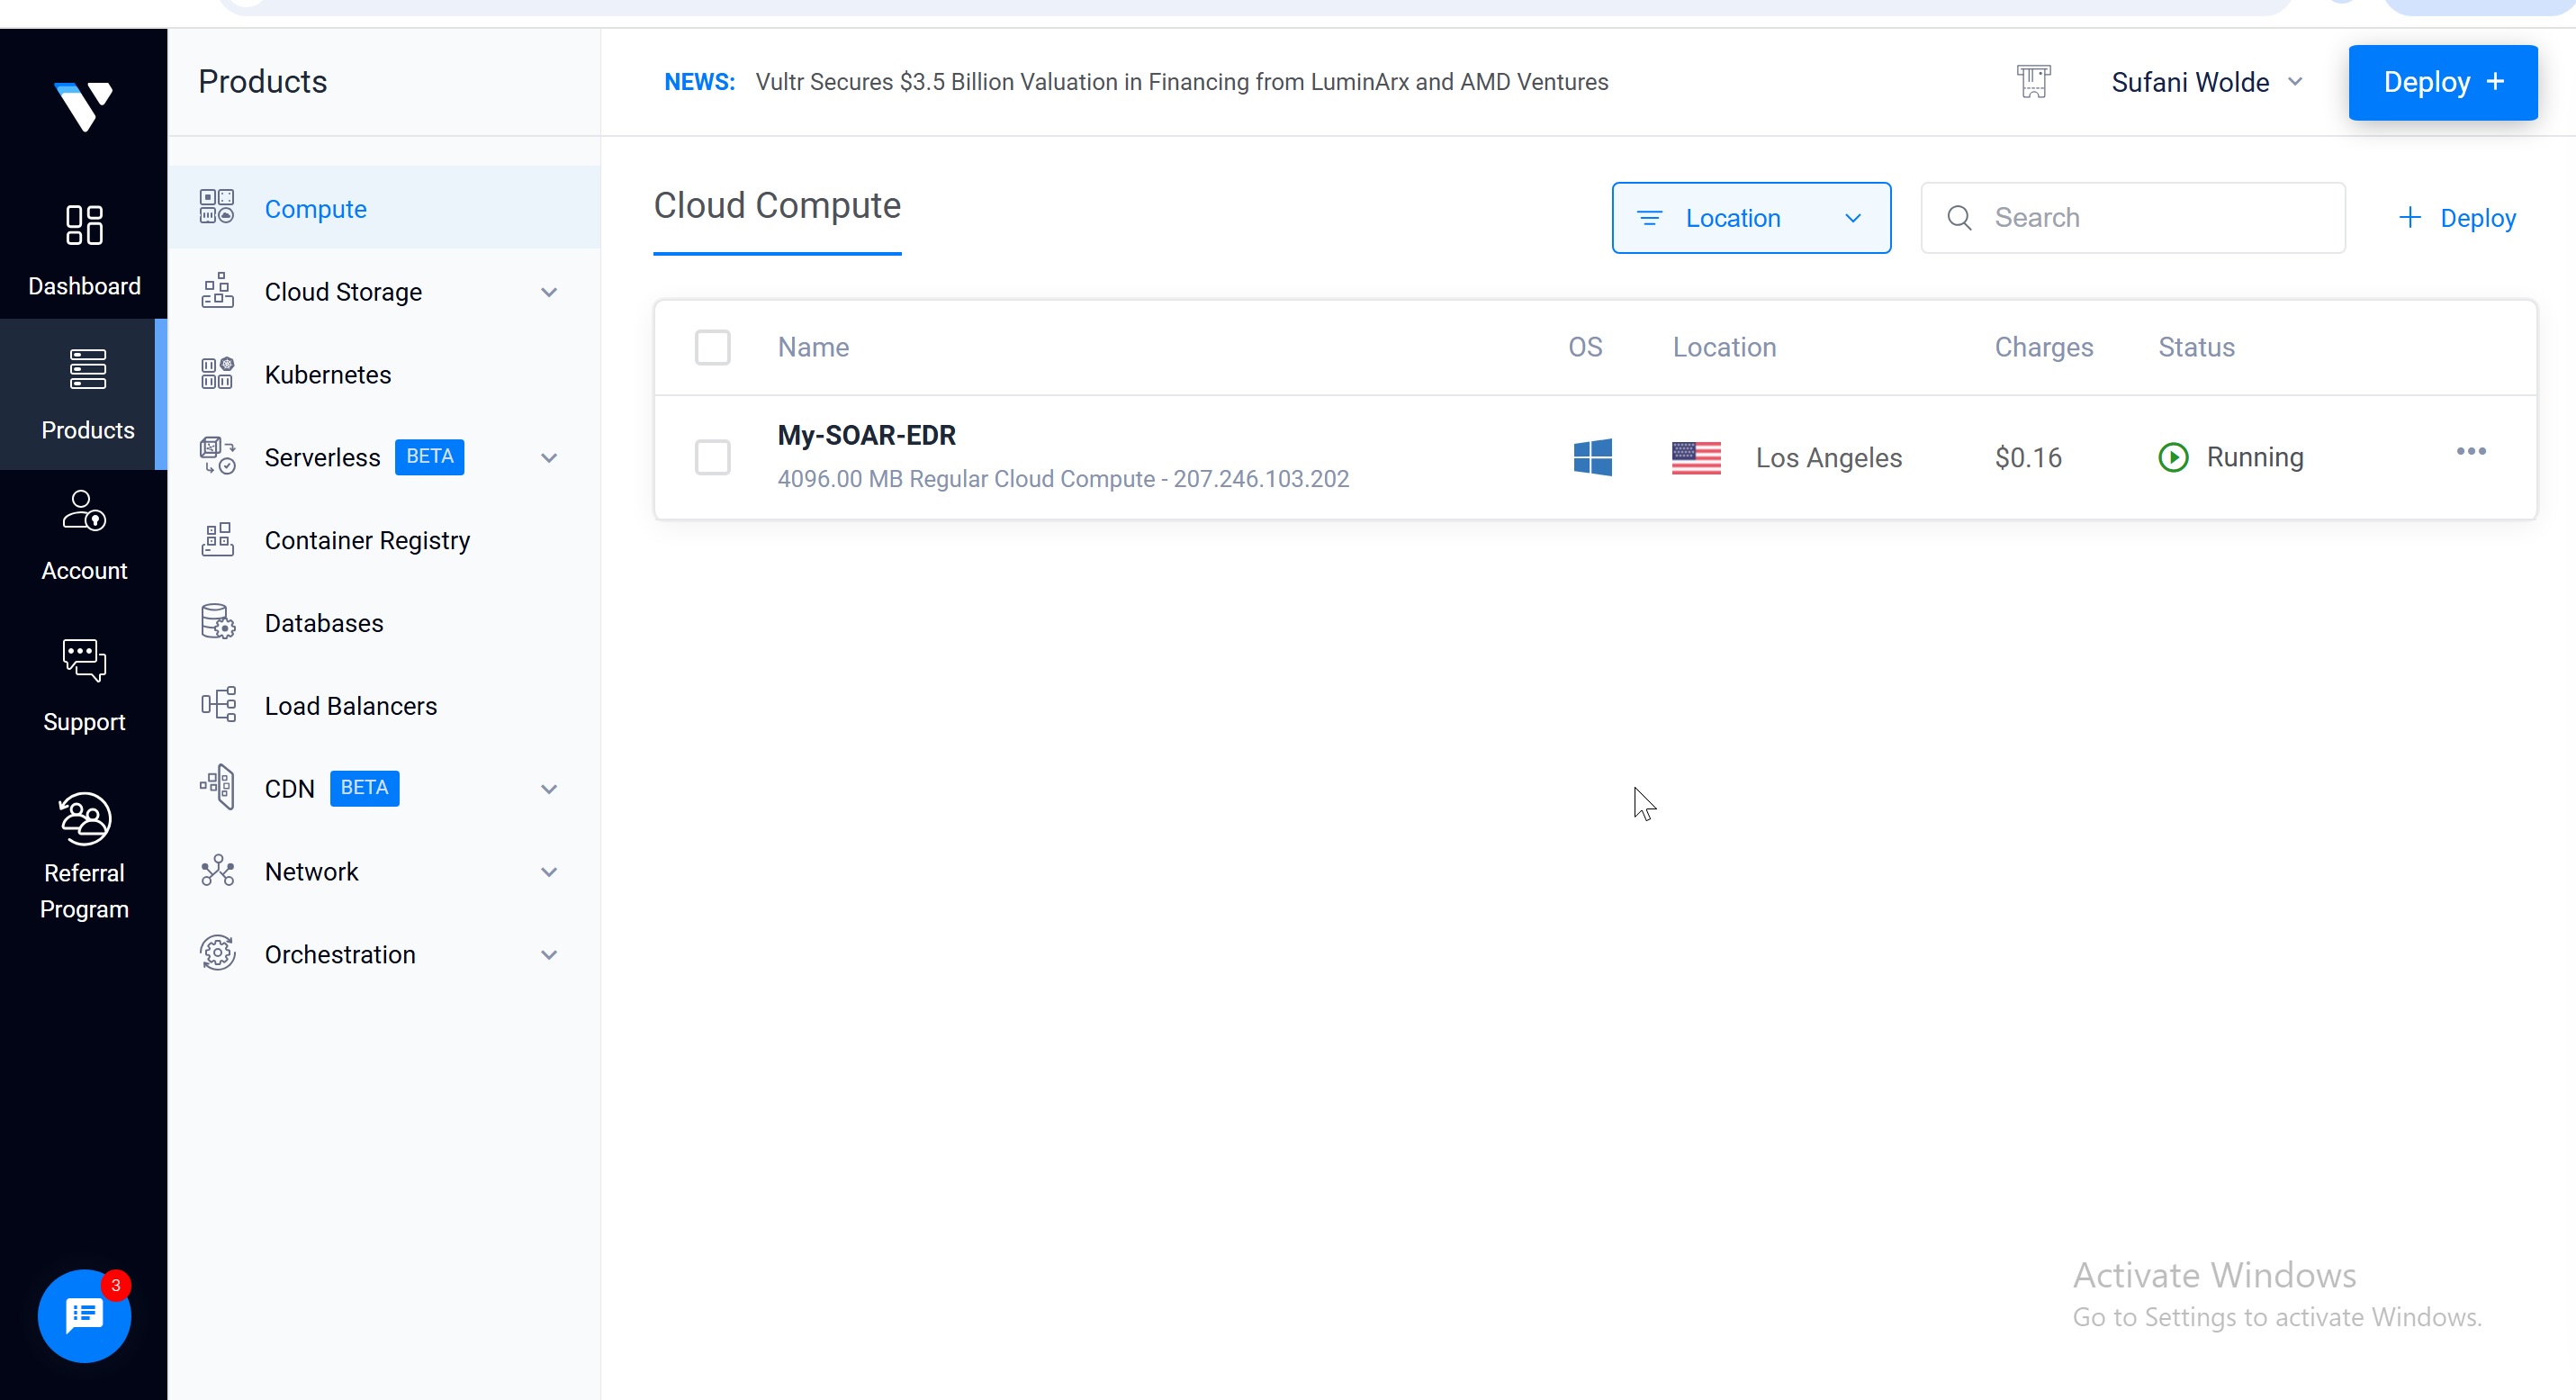 Products
NEWS: Vultr Secures $3.5 Billion Valuation in Financing from LuminArx and AMD Ventures
Sufani Wolde
Deploy +
Dashboard
Products
Account
Support
Referral
Program
3
Compute
Cloud Storage
Kubernetes
Serverless BETA
Container Registry
Databases
Load Balancers
CDN BETA
Network
Orchestration
Cloud Compute
Location
Search
+ Deploy
Name OS Location Charges Status
My-SOAR-EDR
4096.00 MB Regular Cloud Compute - 207.246.103.202
Los Angeles $0.16 Running
Activate Windows
Go to Settings to activate Windows.